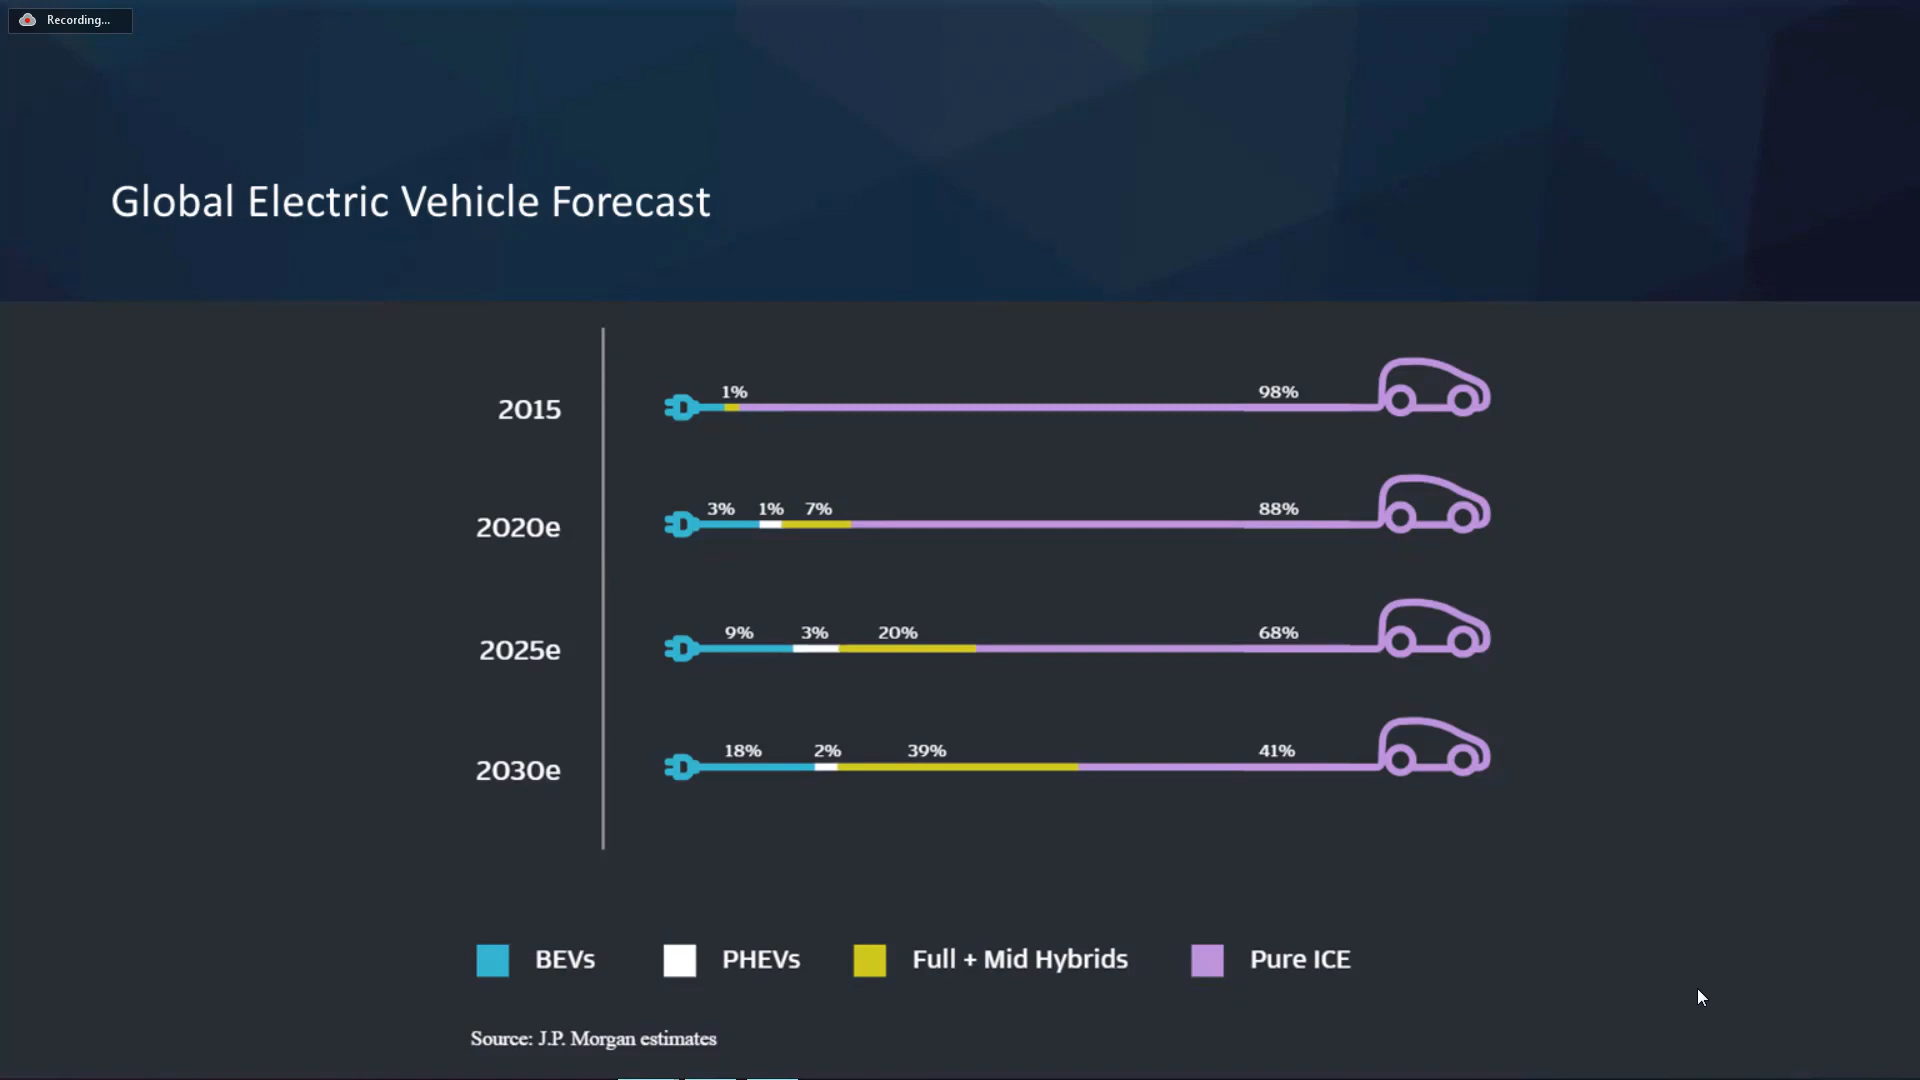 Recording...
Global Electric Vehicle Forecast
2015 1% 98%
2020e 3% 1% 7% 88%
2025e 9% 3% 20% 68%
2030e 18% 2% 39% 41%
BEVs PHEVs Full + Mid Hybrids Pure ICE
Source: J.P. Morgan estimates